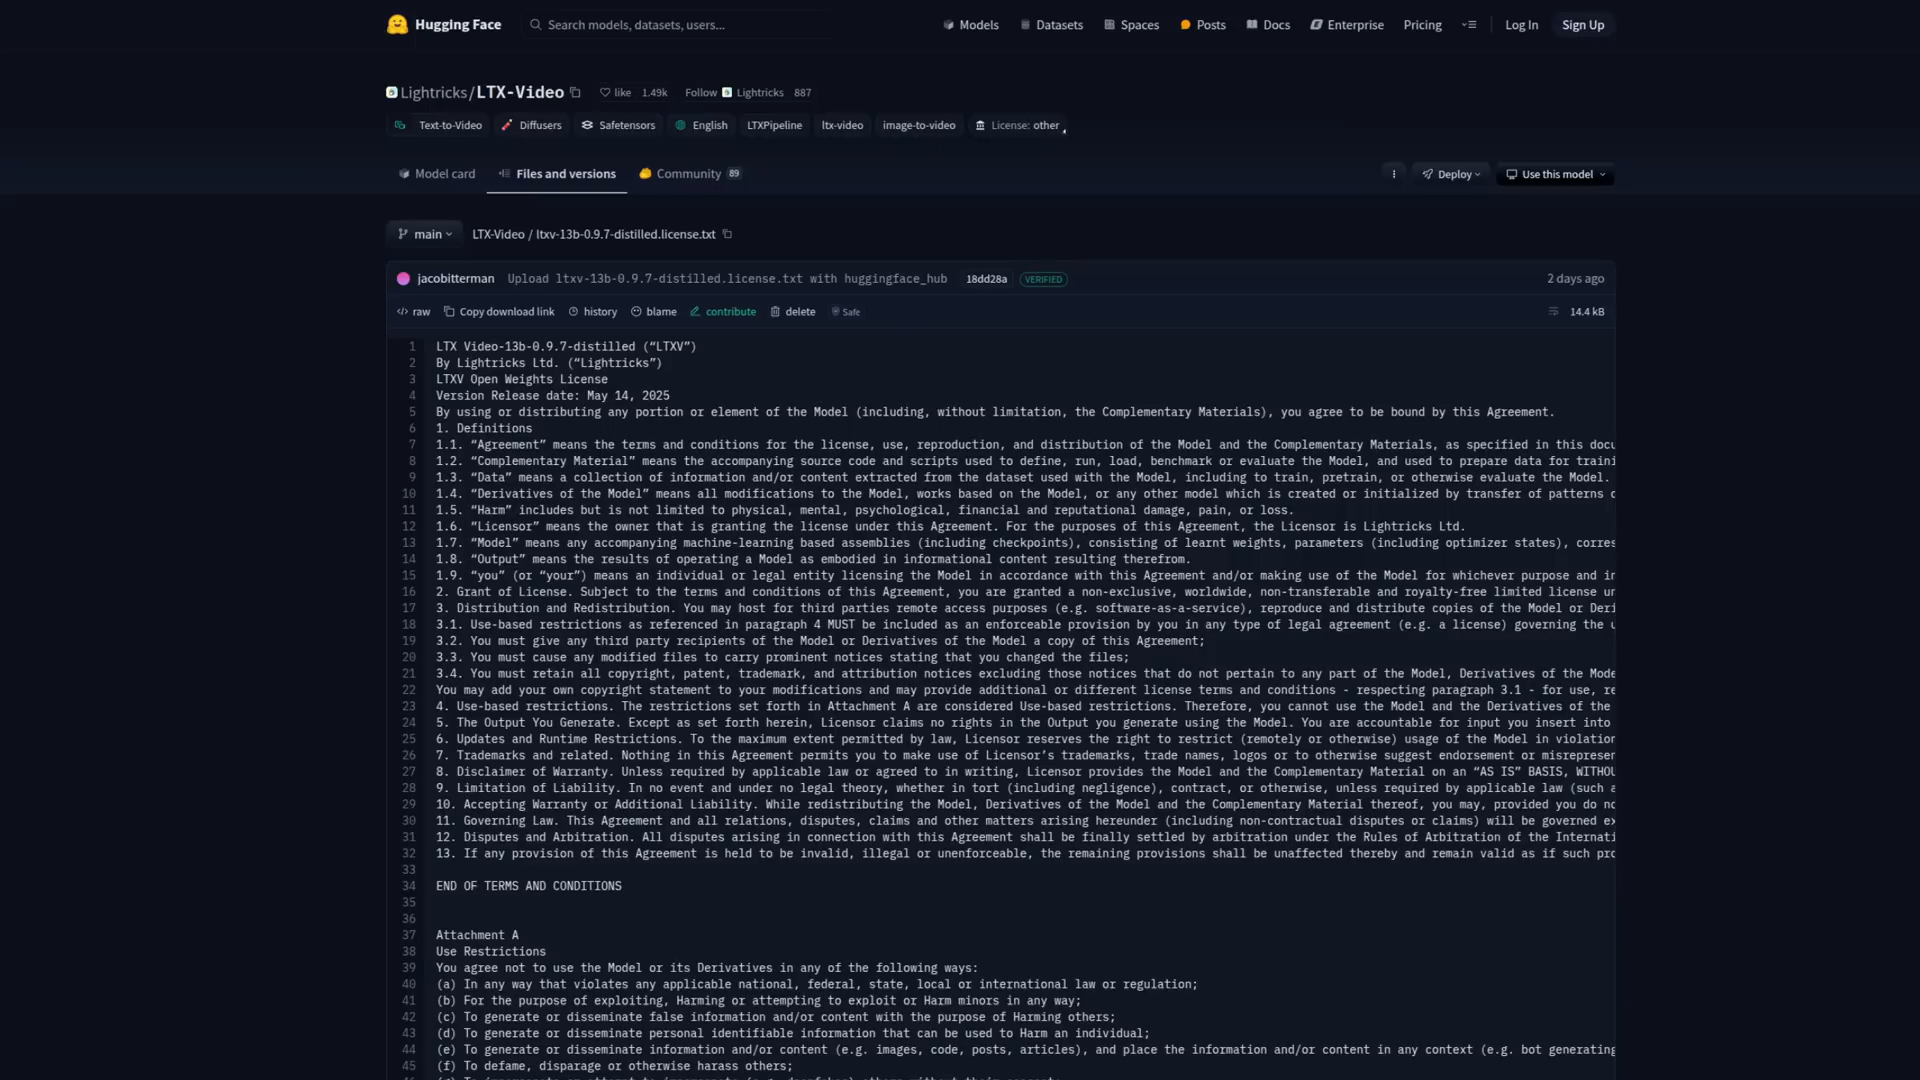 Hugging Face
Search models, datasets, users...
Models
Datasets
Spaces
Posts
Docs
Enterprise
Pricing
Log In
Sign Up
Lightricks/LTX-Video
like 1.49k
Follow Lightricks 887
Text-to-Video
Diffusers
Safetensors
English
LTXPipeline
ltx-video
image-to-video
License: other
Model card
Files and versions
Community 89
Deploy
Use this model
main
LTX-Video / ltxv-13b-0.9.7-distilled.license.txt
jacobitterman Upload ltxv-13b-0.9.7-distilled.license.txt with huggingface_hub 18dd28a VERIFIED 2 days ago
raw
Copy download link
history
blame
contribute
delete
Safe
14.4 kB
1 LTX Video-13b-0.9.7-distilled (“LTXV”)
2 By Lightricks Ltd. (“Lightricks”)
3 LTXV Open Weights License
4 Version Release date: May 14, 2025
5 By using or distributing any portion or element of the Model (including, without limitation, the Complementary Materials), you agree to be bound by this Agreement.
6 1. Definitions
7 1.1. “Agreement” means the terms and conditions for the license, use, reproduction, and distribution of the Model and the Complementary Materials, as specified in this docu
8 1.2. “Complementary Material” means the accompanying source code and scripts used to define, run, load, benchmark or evaluate the Model, and used to prepare data for traini
9 1.3. “Data” means a collection of information and/or content extracted from the dataset used with the Model, including to train, pretrain, or otherwise evaluate the Model.
10 1.4. “Derivatives of the Model” means all modifications to the Model, works based on the Model, or any other model which is created or initialized by transfer of patterns
11 1.5. “Harm” includes but is not limited to physical, mental, psychological, financial and reputational damage, pain, or loss.
12 1.6. “Licensor” means the owner that is granting the license under this Agreement. For the purposes of this Agreement, the Licensor is Lightricks Ltd.
13 1.7. “Model” means any accompanying machine-learning based assemblies (including checkpoints), consisting of learnt weights, parameters (including optimizer states), corres
14 1.8. “Output” means the results of operating a Model as embodied in informational content resulting therefrom.
15 1.9. “you” (or “your”) means an individual or legal entity licensing the Model in accordance with this Agreement and/or making use of the Model for whichever purpose and in
16 2. Grant of License. Subject to the terms and conditions of this Agreement, you are granted a non-exclusive, worldwide, non-transferable and royalty-free limited license un
17 3. Distribution and Redistribution. You may host for third parties remote access purposes (e.g. software-as-a-service), reproduce and distribute copies of the Model or Deri
18 3.1. Use-based restrictions as referenced in paragraph 4 MUST be included as an enforceable provision by you in any type of legal agreement (e.g. a license) governing the u
19 3.2. You must give any third party recipients of the Model or Derivatives of the Model a copy of this Agreement;
20 3.3. You must cause any modified files to carry prominent notices stating that you changed the files;
21 3.4. You must retain all copyright, patent, trademark, and attribution notices excluding those notices that do not pertain to any part of the Model, Derivatives of the Mode
22 You may add your own copyright statement to your modifications and may provide additional or different license terms and conditions - respecting paragraph 3.1 - for use, re
23 4. Use-based restrictions. The restrictions set forth in Attachment A are considered Use-based restrictions. Therefore, you cannot use the Model and the Derivatives of the
24 5. The Output You Generate. Except as set forth herein, Licensor claims no rights in the Output you generate using the Model. You are accountable for input you insert into
25 6. Updates and Runtime Restrictions. To the maximum extent permitted by law, Licensor reserves the right to restrict (remotely or otherwise) usage of the Model in violation
26 7. Trademarks and related. Nothing in this Agreement permits you to make use of Licensor’s trademarks, trade names, logos or to otherwise suggest endorsement or misrepresen
27 8. Disclaimer of Warranty. Unless required by applicable law or agreed to in writing, Licensor provides the Model and the Complementary Material on an “AS IS” BASIS, WITHOU
28 9. Limitation of Liability. In no event and under no legal theory, whether in tort (including negligence), contract, or otherwise, unless required by applicable law (such a
29 10. Accepting Warranty or Additional Liability. While redistributing the Model, Derivatives of the Model and the Complementary Material thereof, you may, provided you do no
30 11. Governing Law. This Agreement and all relations, disputes, claims and other matters arising hereunder (including non-contractual disputes or claims) will be governed ex
31 12. Disputes and Arbitration. All disputes arising in connection with this Agreement shall be finally settled by arbitration under the Rules of Arbitration of the Internati
32 13. If any provision of this Agreement is held to be invalid, illegal or unenforceable, the remaining provisions shall be unaffected thereby and remain valid as if such pro
33
34 END OF TERMS AND CONDITIONS
35
36
37 Attachment A
38 Use Restrictions
39 You agree not to use the Model or its Derivatives in any of the following ways:
40 (a) In any way that violates any applicable national, federal, state, local or international law or regulation;
41 (b) For the purpose of exploiting, Harming or attempting to exploit or Harm minors in any way;
42 (c) To generate or disseminate false information and/or content with the purpose of Harming others;
43 (d) To generate or disseminate personal identifiable information that can be used to Harm an individual;
44 (e) To generate or disseminate information and/or content (e.g. images, code, posts, articles), and place the information and/or content in any context (e.g. bot generating
45 (f) To defame, disparage or otherwise harass others;